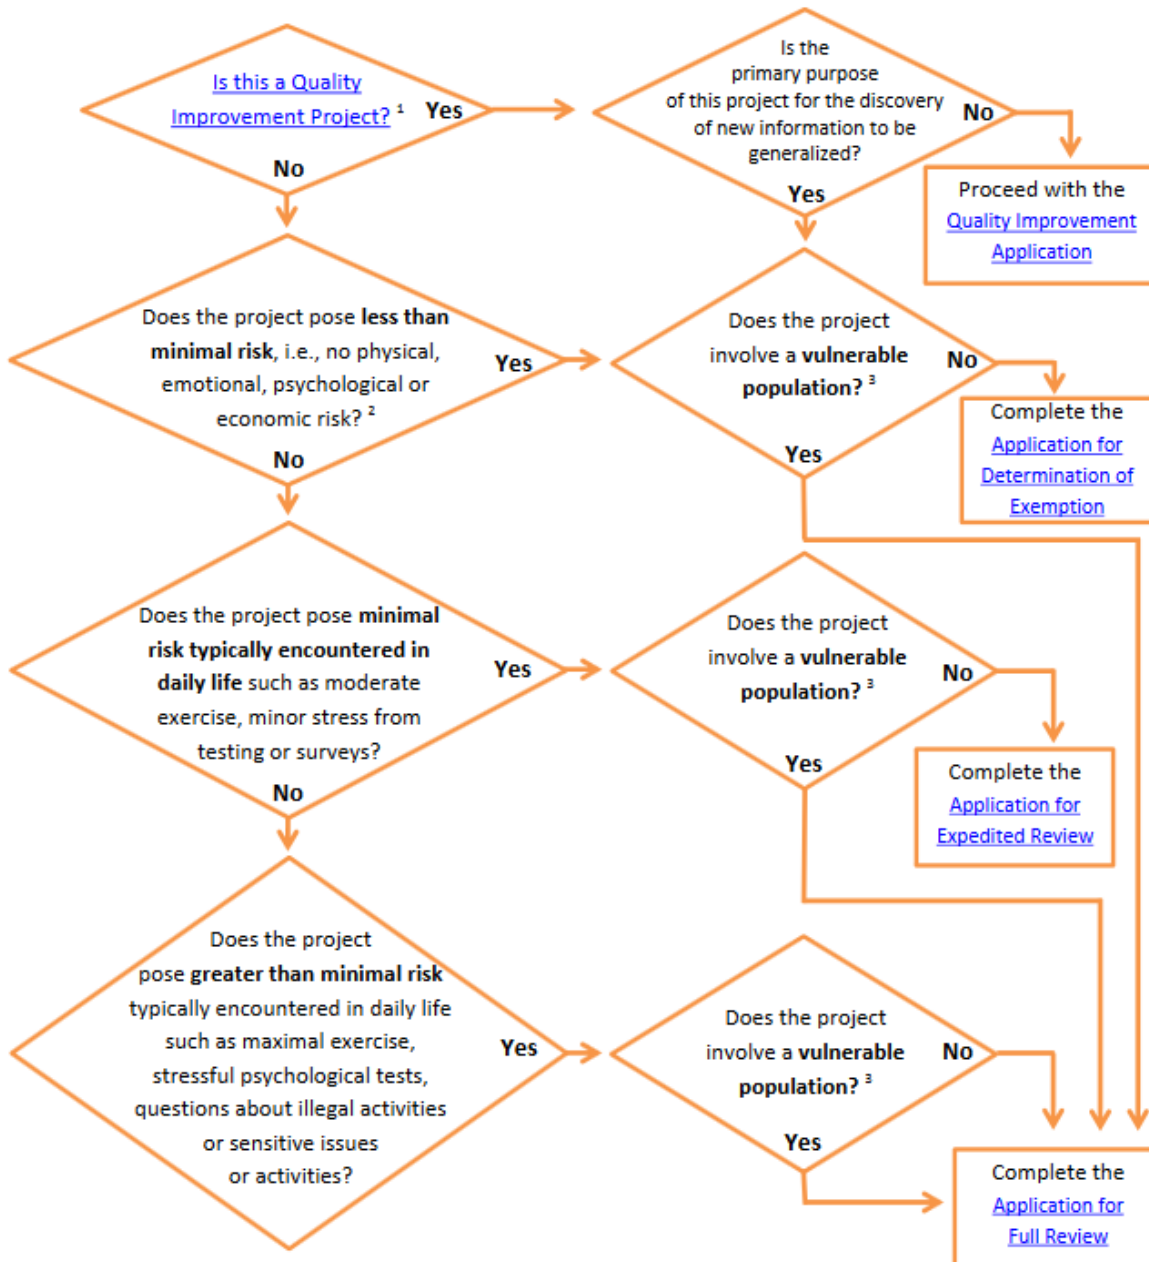 Is this a Quality
Improvement Project? 1
Yes
No
Is the
primary purpose
of this project for the discovery
of new information to be
generalized?
No
Yes
Proceed with the
Quality Improvement
Application
Does the project pose less than
minimal risk, i.e., no physical,
emotional, psychological or
economic risk? 2
Yes
No
Does the project
involve a vulnerable
population? 3
No
Yes
Complete the
Application for
Determination of
Exemption
Does the project pose minimal
risk typically encountered in
daily life such as moderate
exercise, minor stress from
testing or surveys?
Yes
No
Does the project
involve a vulnerable
population? 3
No
Yes
Complete the
Application for
Expedited Review
Does the project
pose greater than minimal risk
typically encountered in daily life
such as maximal exercise,
stressful psychological tests,
questions about illegal activities
or sensitive issues
or activities?
Yes
Does the project
involve a vulnerable
population? 3
No
Yes
Complete the
Application for
Full Review